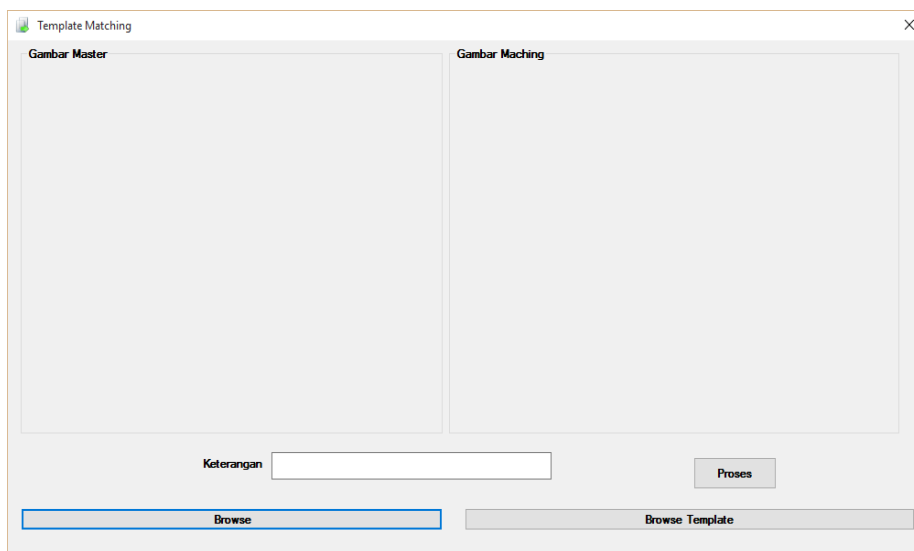 Template Matching
Gambar Master
Gambar Maching
Keterangan
Proses
Browse
Browse Template